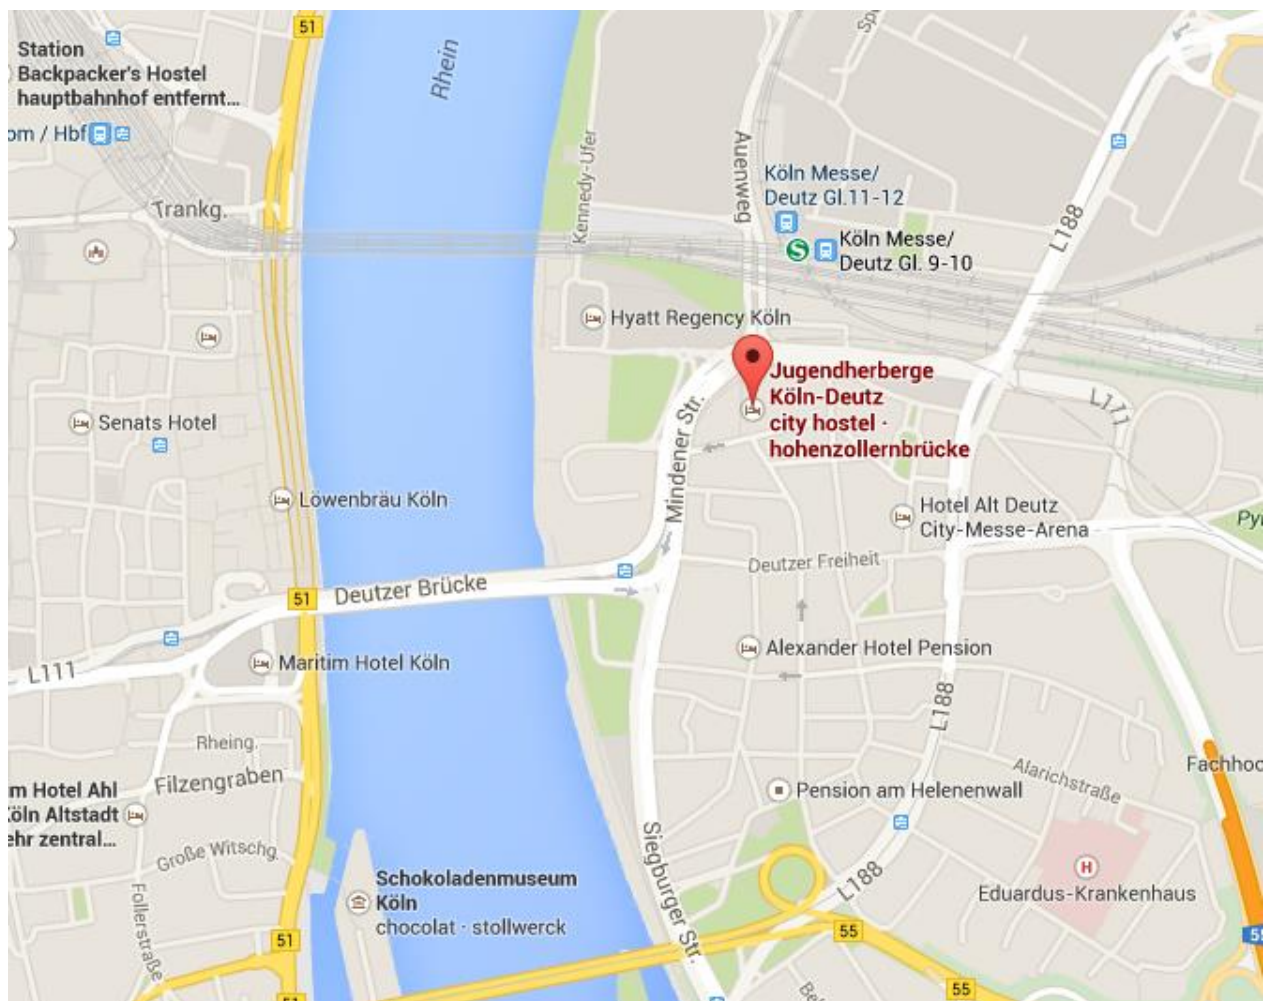 51
Station
Backpacker's Hostel
hauptbahnhof entfernt...
om / Hbf
Rhein
Trankg.
Kennedy-Ufer
Auenweg
Köln Messe/
Deutz Gl.11-12
S
Köln Messe/
Deutz Gl. 9-10
L188
Hyatt Regency Köln
Jugendherberge
Köln-Deutz
city hostel ·
hohenzollernbrücke
L171
Mindener Str.
Senats Hotel
Löwenbräu Köln
Hotel Alt Deutz
City-Messe-Arena
Deutzer Freiheit
Deutzer Brücke
51
L111
Maritim Hotel Köln
Alexander Hotel Pension
L188
Rheing.
Filzengraben
m Hotel Ahl
Köln Altstadt
ehr zentral...
Große Witschg.
Follerstraße
Pension am Helenenwall
Alarichstraße
Fachhoc
Siegburger Str.
L188
H
Eduardus-Krankenhaus
Schokoladenmuseum
Köln
chocolat · stollwerck
51
55
55
51